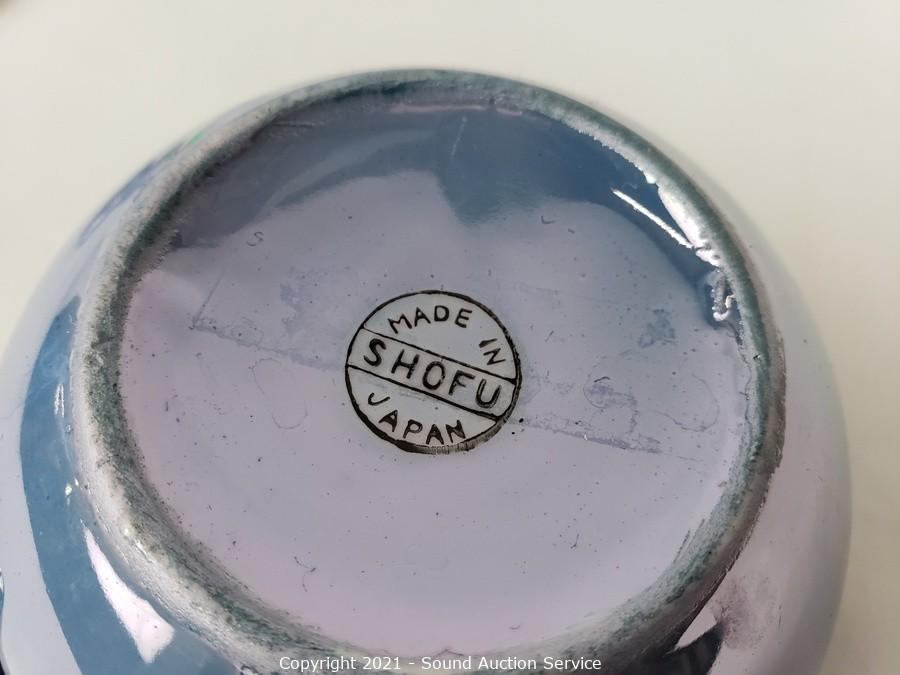 MADE IN
SHOFU
JAPAN
Copyright 2021 - Sound Auction Service